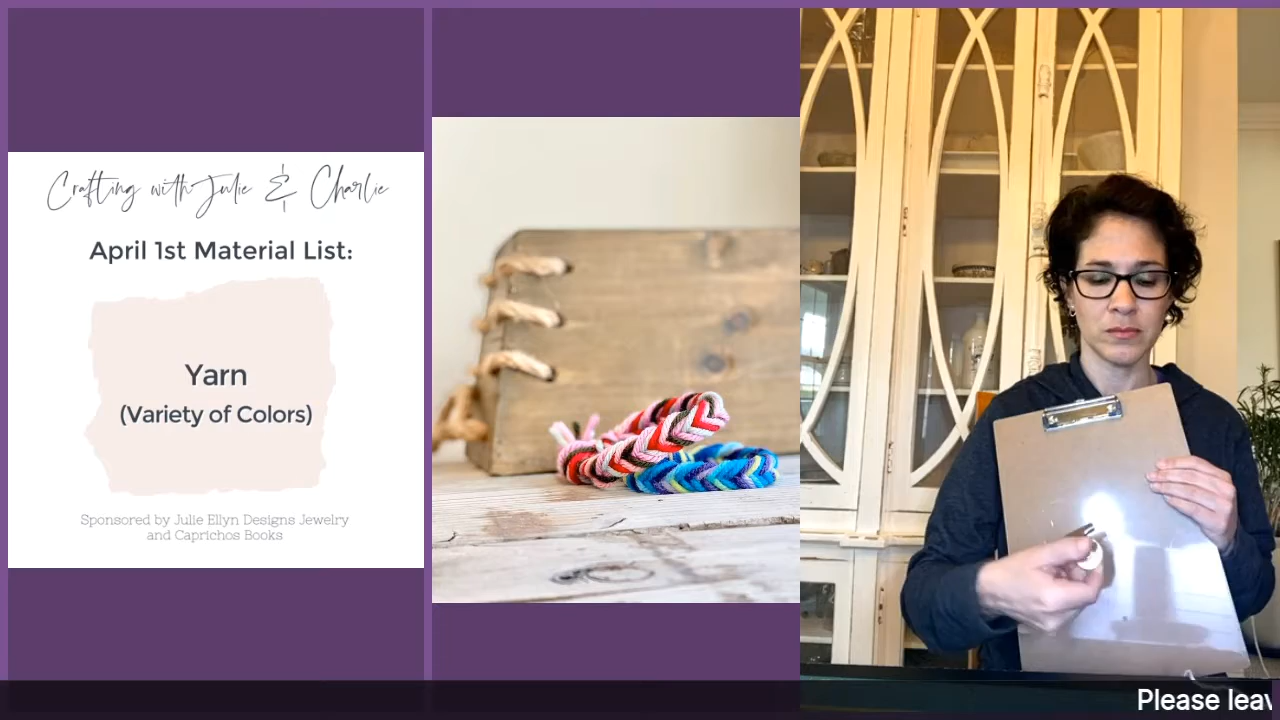 Crafting with Julie & Charlie
April 1st Material List:
Yarn
(Variety of Colors)
Sponsored by Julie Ellyn Designs Jewelry
and Caprichos Books
Please